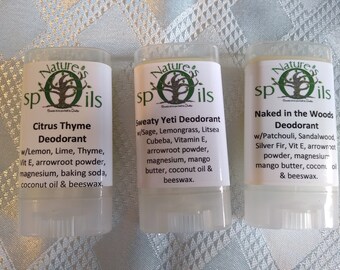 Nature's
spOils
Citrus Thyme
Deodorant
w/Lemon, Lime, Thyme,
Vit E, arrowroot powder,
magnesium, baking soda,
coconut oil & beeswax.
Nature's
spOils
Sweaty Yeti Deodorant
w/Sage, Lemongrass, Litsea
Cubeba, Vitamin E,
arrowroot powder,
magnesium, mango
butter, coconut oil &
beeswax.
Nature's
spOils
Naked in the Woods
Deodorant
w/Patchouli, Sandalwood,
Silver Fir, Vit E, arrowroot
powder, magnesium,
mango butter, coconut oil
& beeswax.